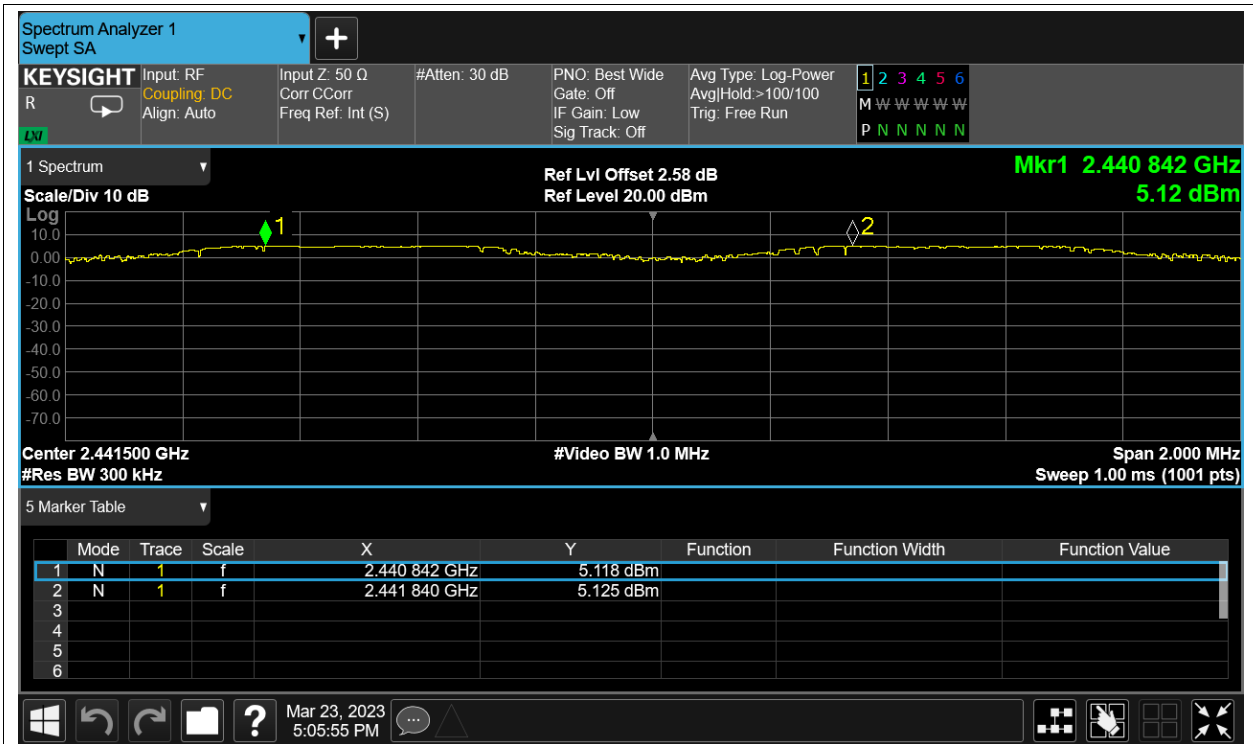 Spectrum Analyzer 1
Swept SA
KEYSIGHT
R
LXI
Input: RF
Coupling: DC
Align: Auto
Input Z: 50 Ω
Corr CCorr
Freq Ref: Int (S)
#Atten: 30 dB
PNO: Best Wide
Gate: Off
IF Gain: Low
Sig Track: Off
Avg Type: Log-Power
Avg|Hold:>100/100
Trig: Free Run
1 2 3 4 5 6
M W W W W W
P N N N N N
1 Spectrum
Scale/Div 10 dB
Ref Lvl Offset 2.58 dB
Ref Level 20.00 dBm
Mkr1 2.440 842 GHz
5.12 dBm
Log
1
2
10.0
0.00
-10.0
-20.0
-30.0
-40.0
-50.0
-60.0
-70.0
Center 2.441500 GHz
#Video BW 1.0 MHz
Span 2.000 MHz
#Res BW 300 kHz
Sweep 1.00 ms (1001 pts)
5 Marker Table
Mode Trace Scale X Y Function Function Width Function Value
1 N 1 f 2.440 842 GHz 5.118 dBm
2 N 1 f 2.441 840 GHz 5.125 dBm
3
4
5
6
?
Mar 23, 2023
5:05:55 PM